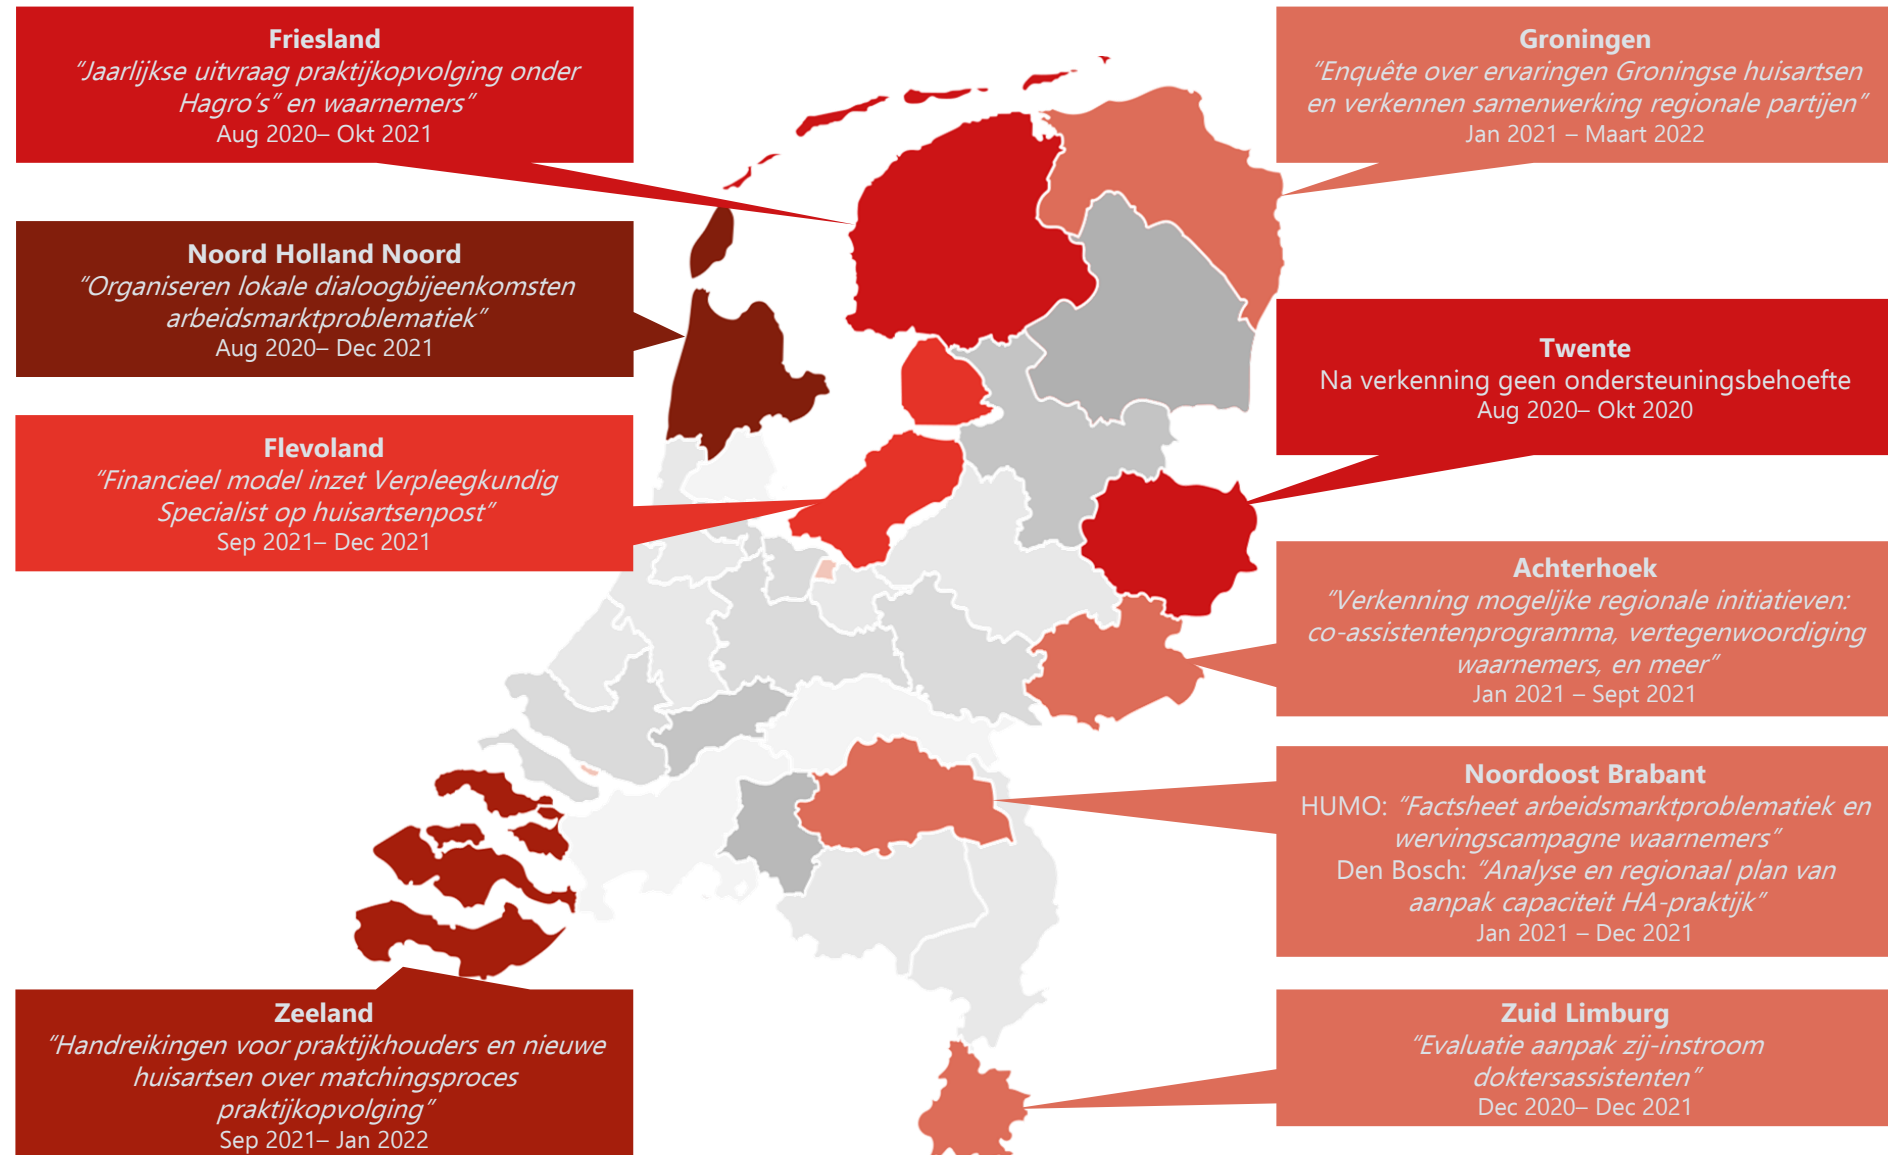 Friesland
“Jaarlijkse uitvraag praktijkopvolging onder
Hagro’s” en waarnemers”
Aug 2020– Okt 2021
Noord Holland Noord
“Organiseren lokale dialoogbijeenkomsten
arbeidsmarktproblematiek”
Aug 2020– Dec 2021
Flevoland
“Financieel model inzet Verpleegkundig
Specialist op huisartsenpost”
Sep 2021– Dec 2021
Zeeland
“Handreikingen voor praktijkhouders en nieuwe
huisartsen over matchingsproces
praktijkopvolging”
Sep 2021– Jan 2022
Groningen
“Enquête over ervaringen Groningse huisartsen
en verkennen samenwerking regionale partijen”
Jan 2021 – Maart 2022
Twente
Na verkenning geen ondersteuningsbehoefte
Aug 2020– Okt 2020
Achterhoek
“Verkenning mogelijke regionale initiatieven:
co-assistentenprogramma, vertegenwoordiging
waarnemers, en meer”
Jan 2021 – Sept 2021
Noordoost Brabant
HUMO: “Factsheet arbeidsmarktproblematiek en
wervingscampagne waarnemers”
Den Bosch: “Analyse en regionaal plan van
aanpak capaciteit HA-praktijk”
Jan 2021 – Dec 2021
Zuid Limburg
“Evaluatie aanpak zij-instroom
doktersassistenten”
Dec 2020– Dec 2021